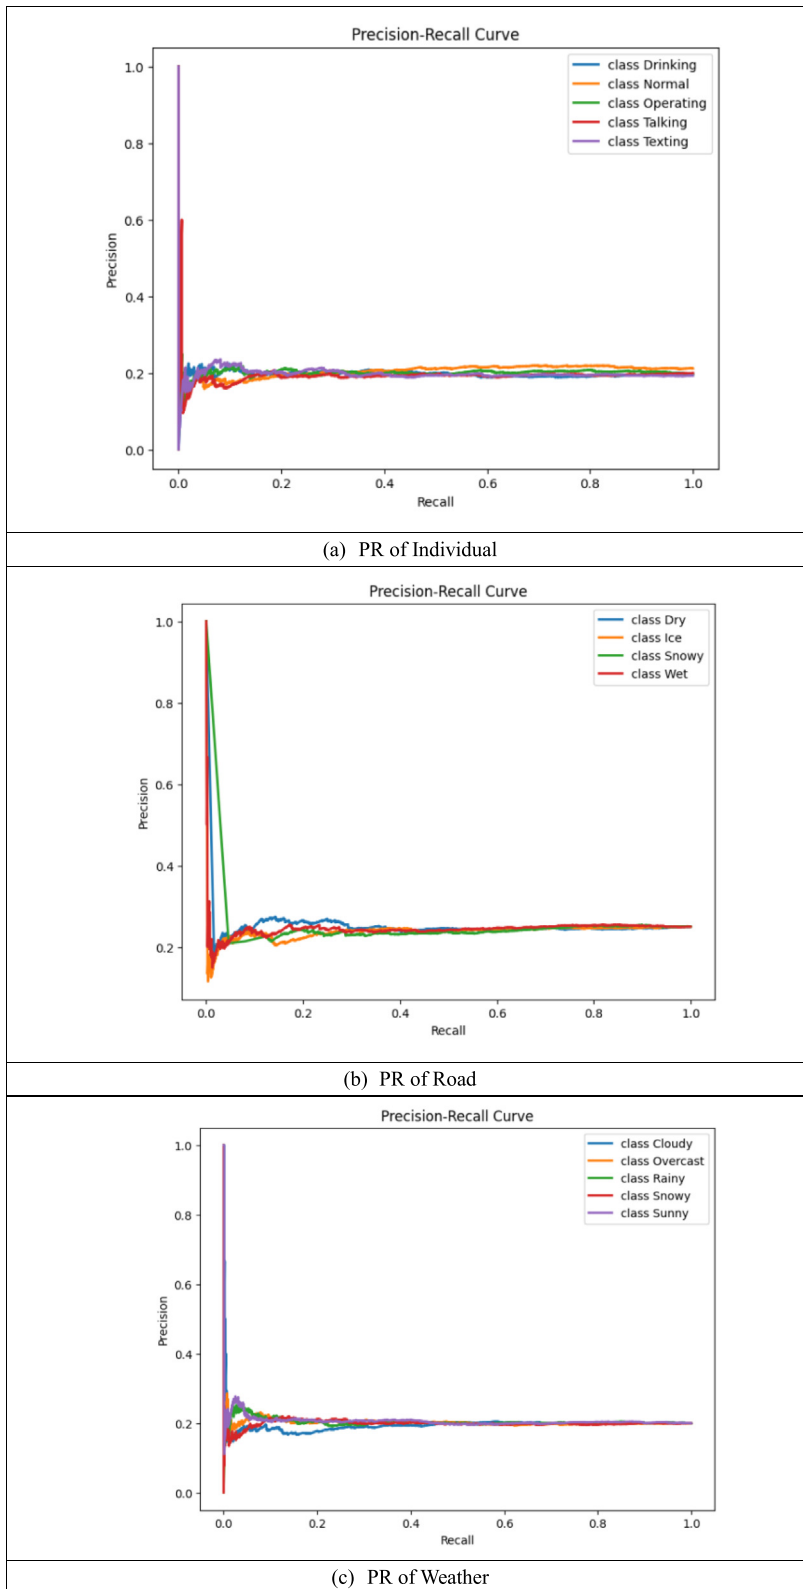 Precision-Recall Curve
class Drinking
class Normal
class Operating
class Talking
class Texting
1.0
0.8
0.6
0.4
0.2
0.0
Precision
0.0 0.2 0.4 0.6 0.8 1.0
Recall
(a) PR of Individual
Precision-Recall Curve
class Dry
class Ice
class Snowy
class Wet
1.0
0.8
0.6
0.4
0.2
Precision
0.0 0.2 0.4 0.6 0.8 1.0
Recall
(b) PR of Road
Precision-Recall Curve
class Cloudy
class Overcast
class Rainy
class Snowy
class Sunny
1.0
0.8
0.6
0.4
0.2
0.0
Precision
0.0 0.2 0.4 0.6 0.8 1.0
Recall
(c) PR of Weather